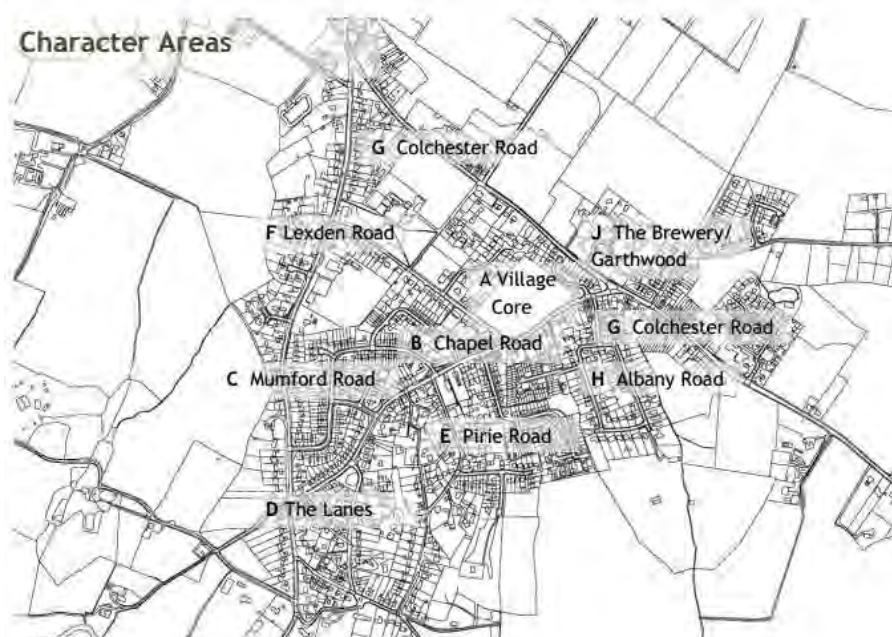 Character Areas
G Colchester Road
F Lexden Road
J The Brewery/
Garthwood
A Village
Core
G Colchester Road
B Chapel Road
C Mumford Road
H Albany Road
E Pirie Road
D The Lanes